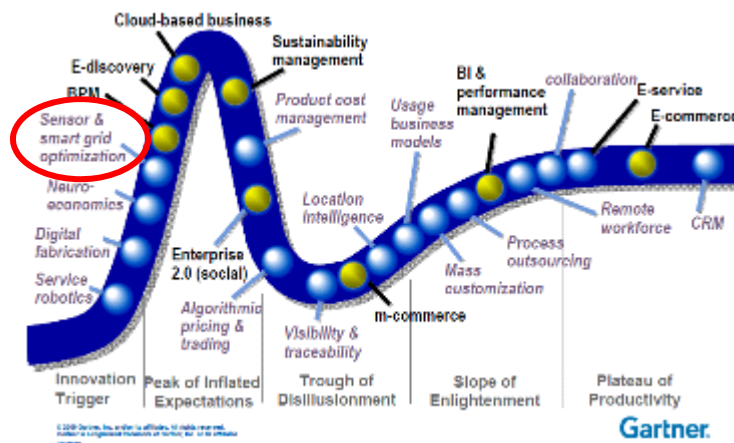 Cloud-based business
E-discovery
BPM
Sensor &
smart grid
optimization
Neuro-
economics
Digital
fabrication
Service
robotics
Sustainability
management
Product cost
management
Enterprise
2.0 (social)
Algorithmic
pricing &
trading
Visibility &
traceability
Location
Intelligence
m-commerce
Usage
business
models
BI &
performance
management
Mass
customization
Process
outsourcing
collaboration
Remote
workforce
E-service
E-commerce
CRM
Innovation
Trigger
Peak of Inflated
Expectations
Trough of
Disillusionment
Slope of
Enlightenment
Plateau of
Productivity
Gartner.